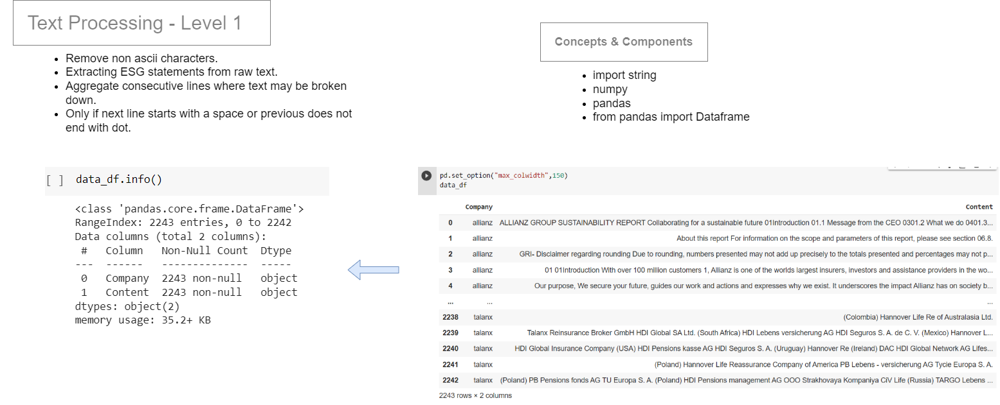 Text Processing - Level 1
Remove non ascii characters.
Extracting ESG statements from raw text.
Aggregate consecutive lines where text may be broken
down.
Only if next line starts with a space or previous does not
end with dot.
Concepts & Components
import string
numpy
pandas
from pandas import Dataframe
[ ] data_df.info()
<class 'pandas.core.frame.DataFrame'>
RangeIndex: 2243 entries, 0 to 2242
Data columns (total 2 columns):
# Column Non-Null Count Dtype
--- ------ -------------- -----
0 Company 2243 non-null object
1 Content 2243 non-null object
dtypes: object(2)
memory usage: 35.2+ KB
pd.set_option("max_colwidth",150)
data_df
Company Content
0 allianz ALLIANZ GROUP SUSTAINABILITY REPORT Collaborating for a sustainable future 01Introduction 01.1 Message from the CEO 0301.2 What we do 0401.3...
1 allianz About this report For information on the scope and parameters of this report, please see section 06.8.
2 allianz GRI- Disclaimer regarding rounding Due to rounding, numbers presented may not add up precisely to the totals presented and percentages may not p...
3 allianz 01 01Introduction With over 100 million customers 1, Allianz is one of the worlds largest insurers, investors and assistance providers in the wo...
4 allianz Our purpose, We secure your future, guides our work and actions and expresses why we exist. It underscores the impact Allianz has on society b...
... ... ...
2238 talanx (Colombia) Hannover Life Re of Australasia Ltd.
2239 talanx Talanx Reinsurance Broker GmbH HDI Global SA Ltd. (South Africa) HDI Lebens versicherung AG HDI Seguros S. A. de C. V. (Mexico) Hannover L...
2240 talanx HDI Global Insurance Company (USA) HDI Pensions kasse AG HDI Seguros S. A. (Uruguay) Hannover Re (Ireland) DAC HDI Global Network AG Lifes...
2241 talanx (Poland) Hannover Life Reassurance Company of America PB Lebens - versicherung AG Tycie Europa S. A.
2242 talanx (Poland) PB Pensions fonds AG TU Europa S. A. (Poland) HDI Pensions management AG OOO Strakhovaya Kompaniya CiV Life (Russia) TARGO Lebens ...
2243 rows × 2 columns